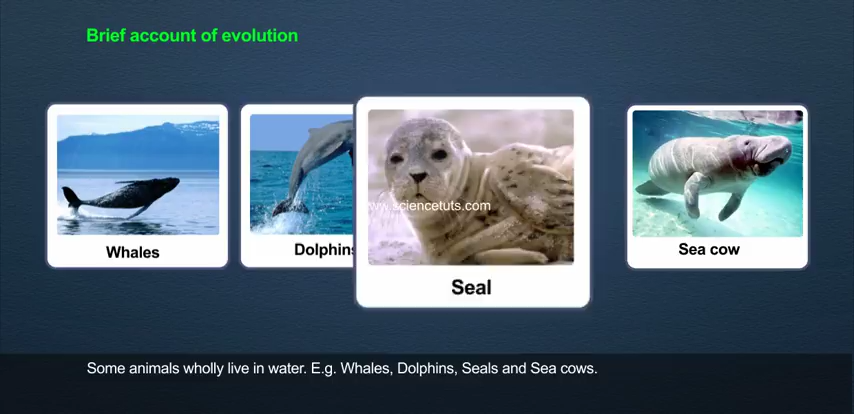 Brief account of evolution
www.sciencetuts.com
Whales
Dolphins
Seal
Sea cow
Some animals wholly live in water. E.g. Whales, Dolphins, Seals and Sea cows.